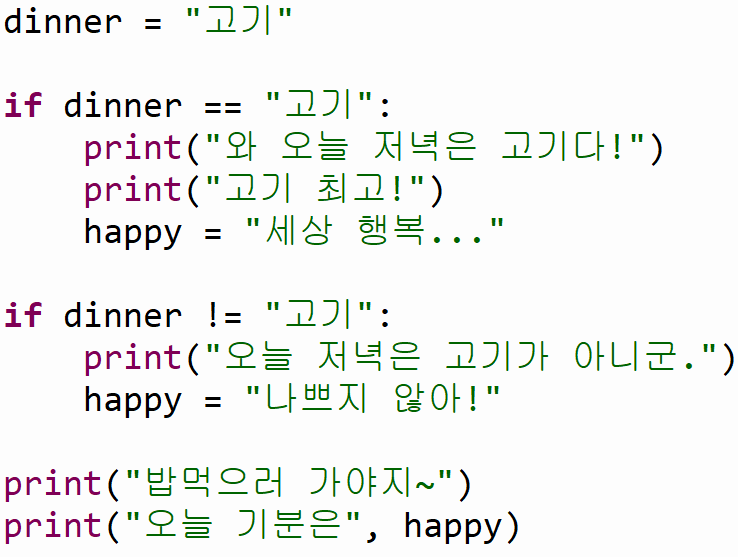 dinner = "고기"
if dinner == "고기":
    print("와 오늘 저녁은 고기다!")
    print("고기 최고!")
    happy = "세상 행복..."
if dinner != "고기":
    print("오늘 저녁은 고기가 아니군.")
    happy = "나쁘지 않아!"
print("밥먹으러 가야지~")
print("오늘 기분은", happy)